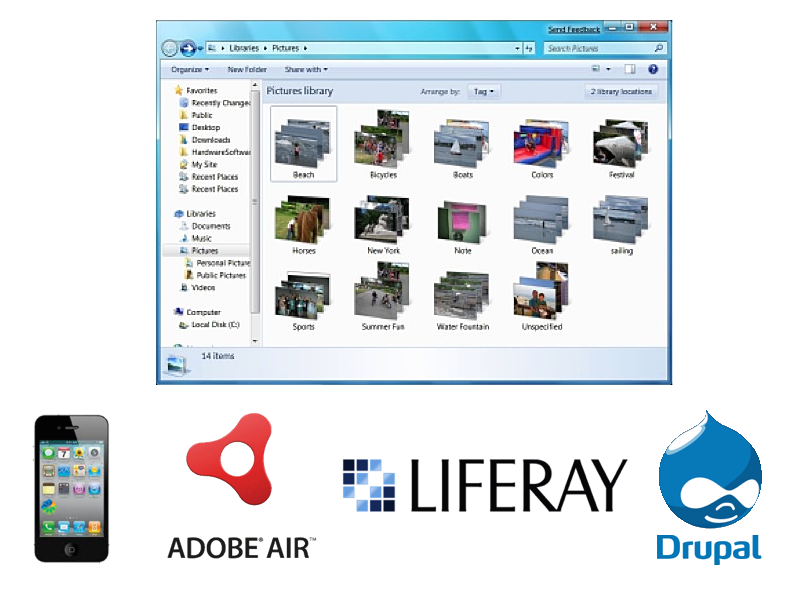 Send Feedback
Libraries
Pictures
Search Pictures
Organize
New Folder
Share with
Favorites
Recently Change
Public
Desktop
Downloads
HardwareSoftwar
My Site
Recent Places
Recent Places
Libraries
Documents
Music
Pictures
Personal Picture
Public Pictures
Videos
Computer
Local Disk (C:)
Pictures library
Arrange by:
Tag
2 library locations
Beach
Bicycles
Boats
Colors
Festival
Horses
New York
Note
Ocean
sailing
Sports
Summer Fun
Water Fountain
Unspecified
14 items
ADOBE® AIR™
LIFERAY
Drupal